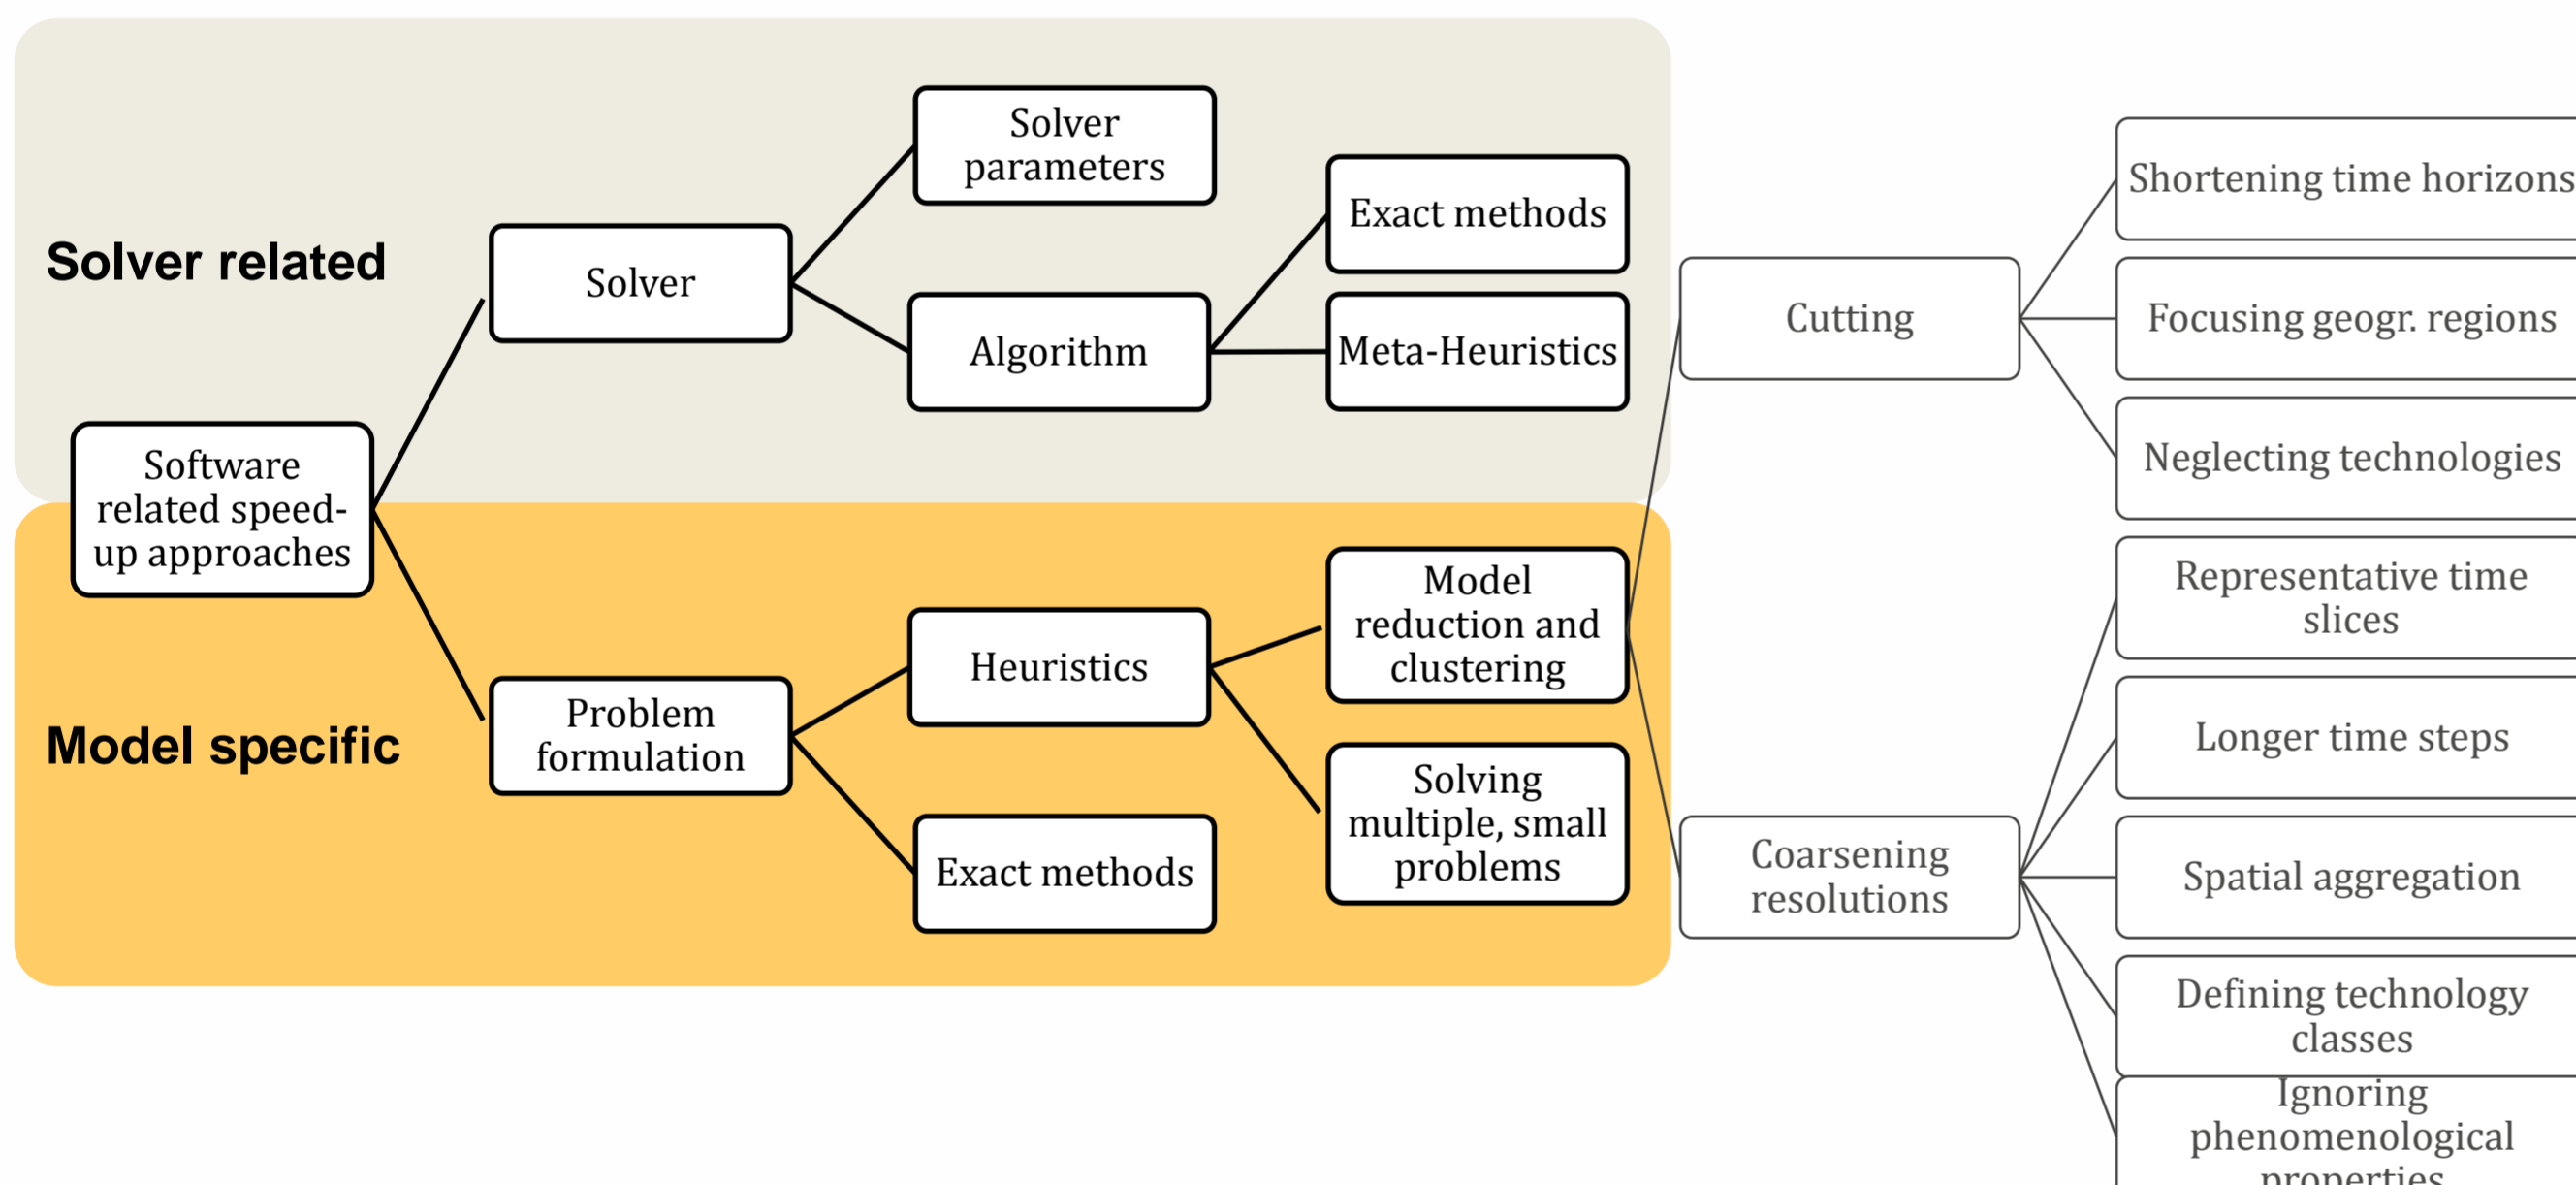 Solver related
Model specific
Software
related speed-
up approaches
Solver
Problem
formulation
Solver
parameters
Algorithm
Heuristics
Exact methods
Exact methods
Meta-Heuristics
Model
reduction and
clustering
Solving
multiple, small
problems
Cutting
Coarsening
resolutions
Shortening time horizons
Focusing geogr. regions
Neglecting technologies
Representative time
slices
Longer time steps
Spatial aggregation
Defining technology
classes
Ignoring
phenomenological
properties